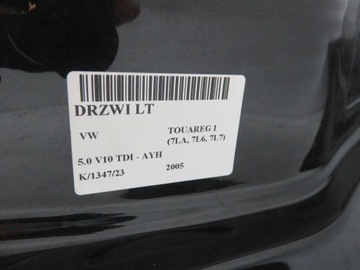 DRZWI LT
VW TOUAREG I
(7LA, 7L6, 7L7)
5.0 V10 TDI - AYH
K/1347/23 2005